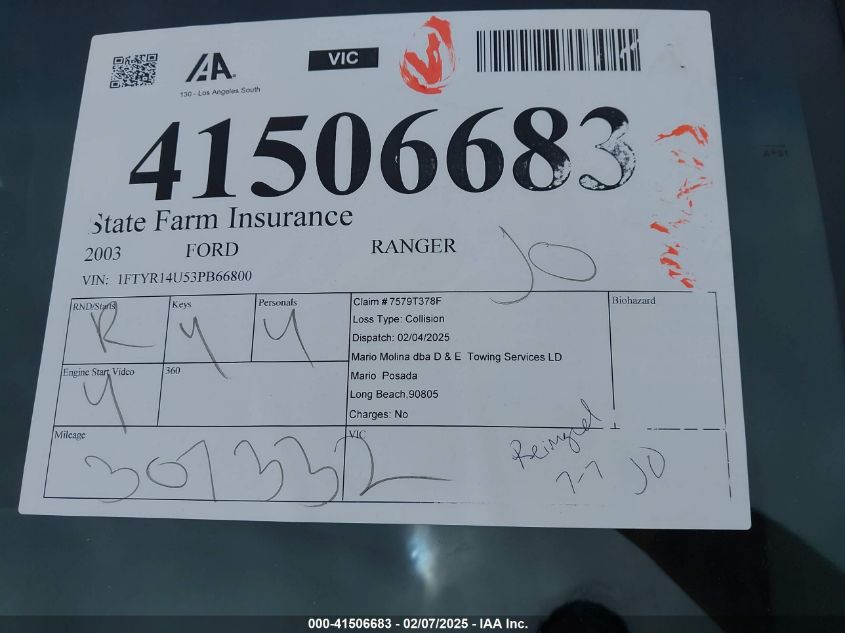 IAA.
VIC
130 - Los Angeles South
41506683
State Farm Insurance
2003 FORD RANGER JO
VIN: 1FTYR14U53PB66800
RND/Starts R Keys Y Personals Y
Claim # 7579T378F
Loss Type: Collision
Dispatch: 02/04/2025
Mario Molina dba D & E Towing Services LD
Mario Posada
Long Beach,90805
Charges: No
Biohazard
Engine Start Video Y 360
Mileage 307332
VIC
Reimaged
7-7 JO
000-41506683 - 02/07/2025 - IAA Inc.